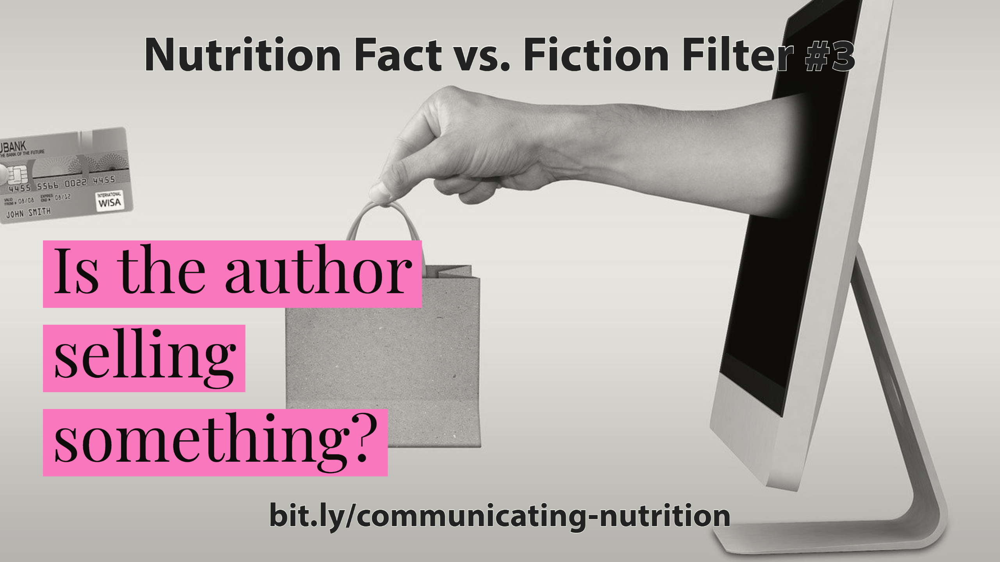 Nutrition Fact vs. Fiction Filter #3
UBANK
THE BANK OF THE FUTURE
4455 5566 0022 4455
VALID FROM 08/08 EXPIRES END 08/12
INTERNATIONAL
WISA
JOHN SMITH
Is the author
selling
something?
bit.ly/communicating-nutrition